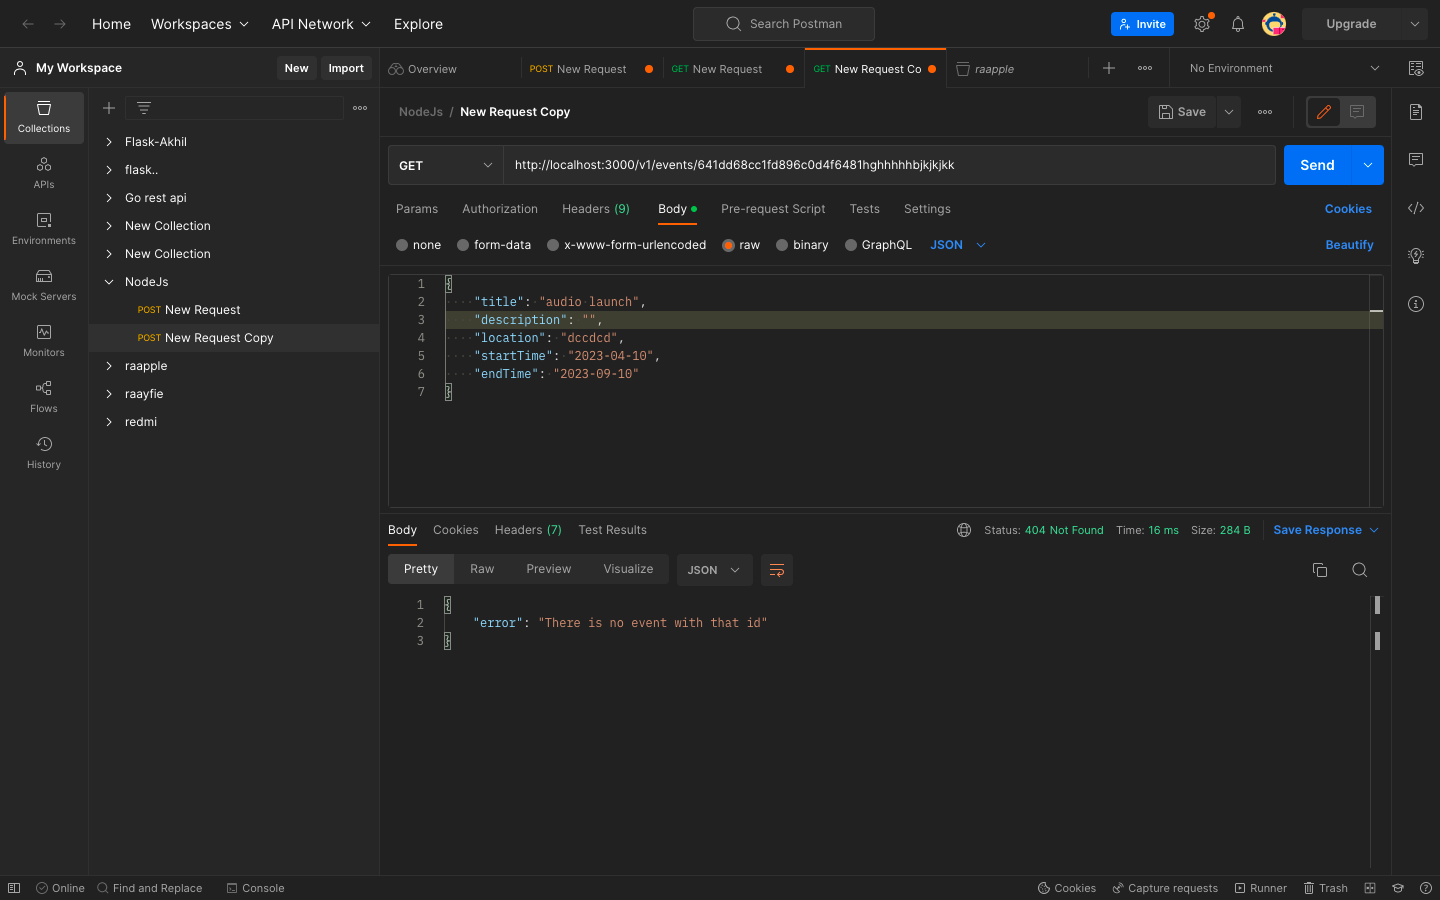 Home Workspaces API Network Explore Search Postman Invite Upgrade
My Workspace New Import Overview POST New Request GET New Request GET New Request Co raapple No Environment
Collections
APIs
Environments
Mock Servers
Monitors
Flows
History
Flask-Akhil
flask..
Go rest api
New Collection
New Collection
NodeJs
POST New Request
POST New Request Copy
raapple
raayfie
redmi
NodeJs / New Request Copy Save
GET http://localhost:3000/v1/events/641dd68cc1fd896c0d4f6481hghhhhhbjkjkjkk Send
Params Authorization Headers (9) Body Pre-request Script Tests Settings Cookies
none form-data x-www-form-urlencoded raw binary GraphQL JSON Beautify
1 {
2 "title": "audio launch",
3 "description": "",
4 "location": "dccdcd",
5 "startTime": "2023-04-10",
6 "endTime": "2023-09-10"
7 }
Body Cookies Headers (7) Test Results Status: 404 Not Found Time: 16 ms Size: 284 B Save Response
Pretty Raw Preview Visualize JSON
1 {
2 "error": "There is no event with that id"
3 }
Online Find and Replace Console Cookies Capture requests Runner Trash